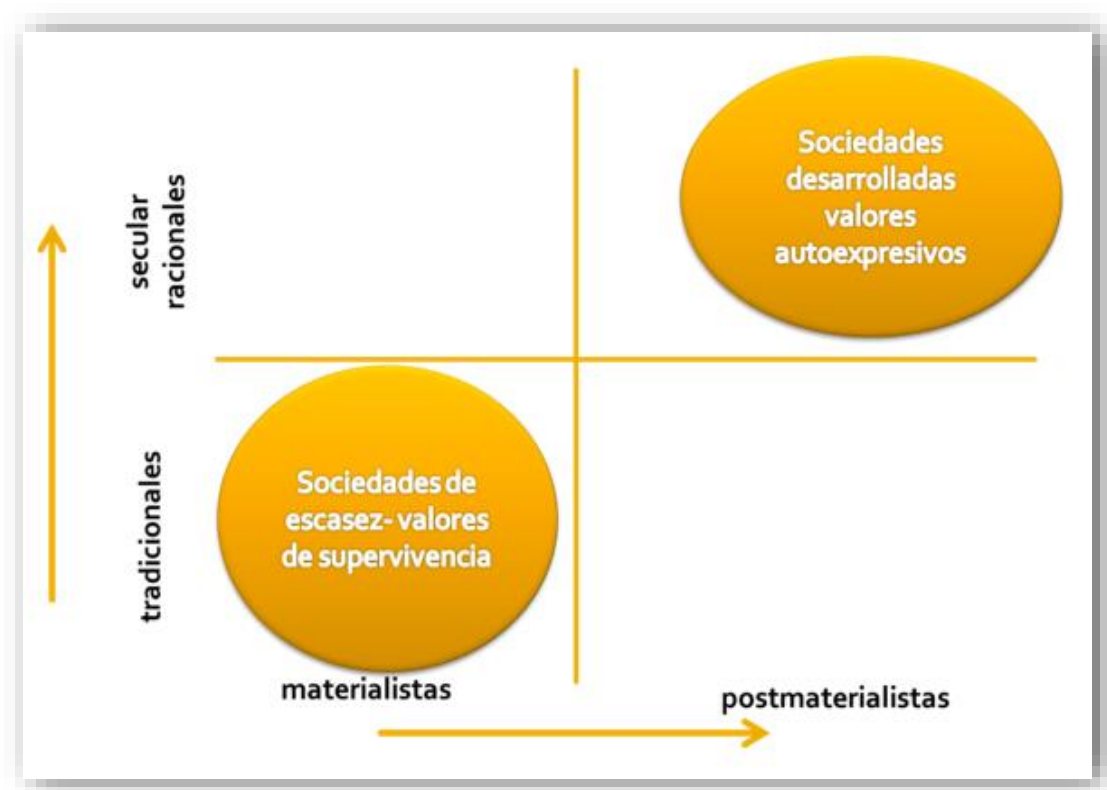 Sociedades
desarrolladas
valores
autoexpresivos
secular
racionales
tradicionales
Sociedades de
escasez- valores
de supervivencia
materialistas
postmaterialistas